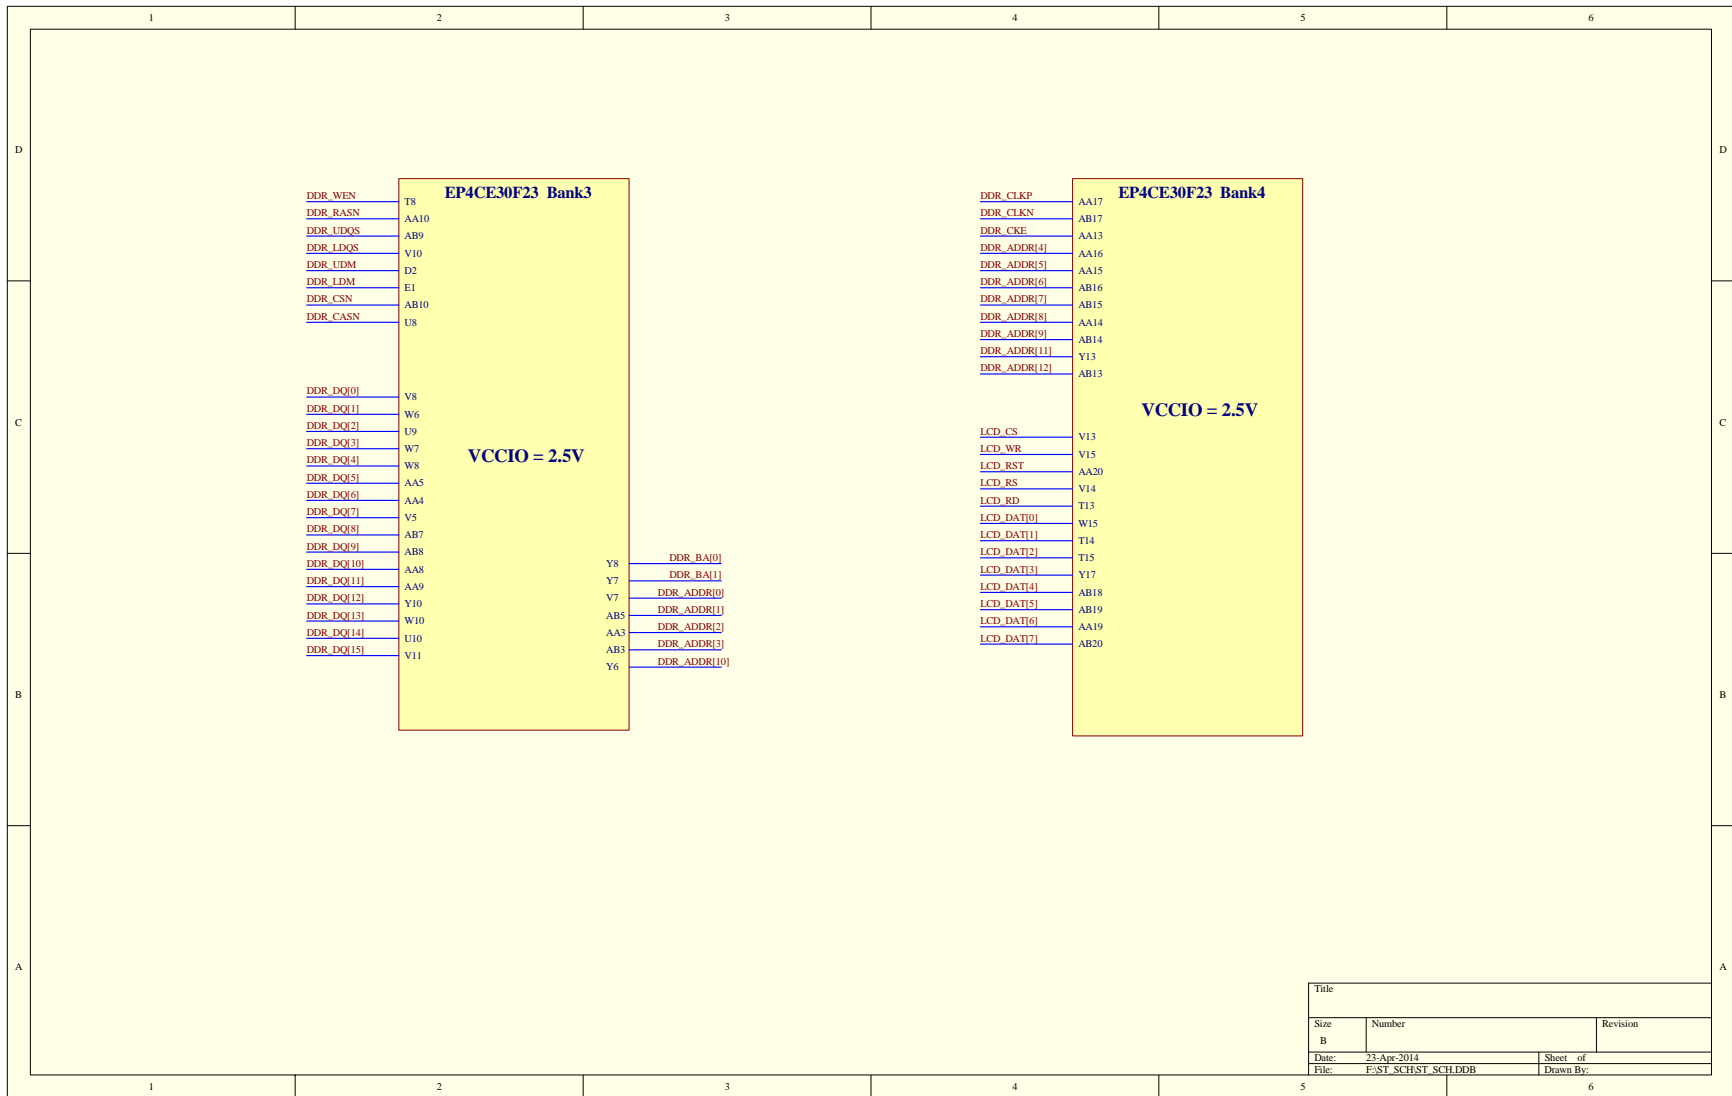 1 2 3 4 5 6
D D
EP4CE30F23 Bank3
DDR_WEN T8
DDR_RASN AA10
DDR_UDQS AB9
DDR_LDQS V10
DDR_UDM D2
DDR_LDM E1
DDR_CSN AB10
DDR_CASN U8
DDR_DQ[0] V8
DDR_DQ[1] W6
DDR_DQ[2] U9
DDR_DQ[3] W7
DDR_DQ[4] W8
DDR_DQ[5] AA5
DDR_DQ[6] AA4
DDR_DQ[7] V5
DDR_DQ[8] AB7
DDR_DQ[9] AB8
DDR_DQ[10] AA8
DDR_DQ[11] AA9
DDR_DQ[12] Y10
DDR_DQ[13] W10
DDR_DQ[14] U10
DDR_DQ[15] V11
VCCIO = 2.5V
Y8 DDR_BA[0]
Y7 DDR_BA[1]
V7 DDR_ADDR[0]
AB5 DDR_ADDR[1]
AA3 DDR_ADDR[2]
AB3 DDR_ADDR[3]
Y6 DDR_ADDR[10]
EP4CE30F23 Bank4
DDR_CLKP AA17
DDR_CLKN AB17
DDR_CKE AA13
DDR_ADDR[4] AA16
DDR_ADDR[5] AA15
DDR_ADDR[6] AB16
DDR_ADDR[7] AB15
DDR_ADDR[8] AA14
DDR_ADDR[9] AB14
DDR_ADDR[11] Y13
DDR_ADDR[12] AB13
VCCIO = 2.5V
LCD_CS V13
LCD_WR V15
LCD_RST AA20
LCD_RS V14
LCD_RD T13
LCD_DAT[0] W15
LCD_DAT[1] T14
LCD_DAT[2] T15
LCD_DAT[3] Y17
LCD_DAT[4] AB18
LCD_DAT[5] AB19
LCD_DAT[6] AA19
LCD_DAT[7] AB20
C C
B B
A A
Title
Size Number Revision
B
Date: 23-Apr-2014 Sheet of
File: F:\ST_SCH\ST_SCH.DDB Drawn By:
1 2 3 4 5 6